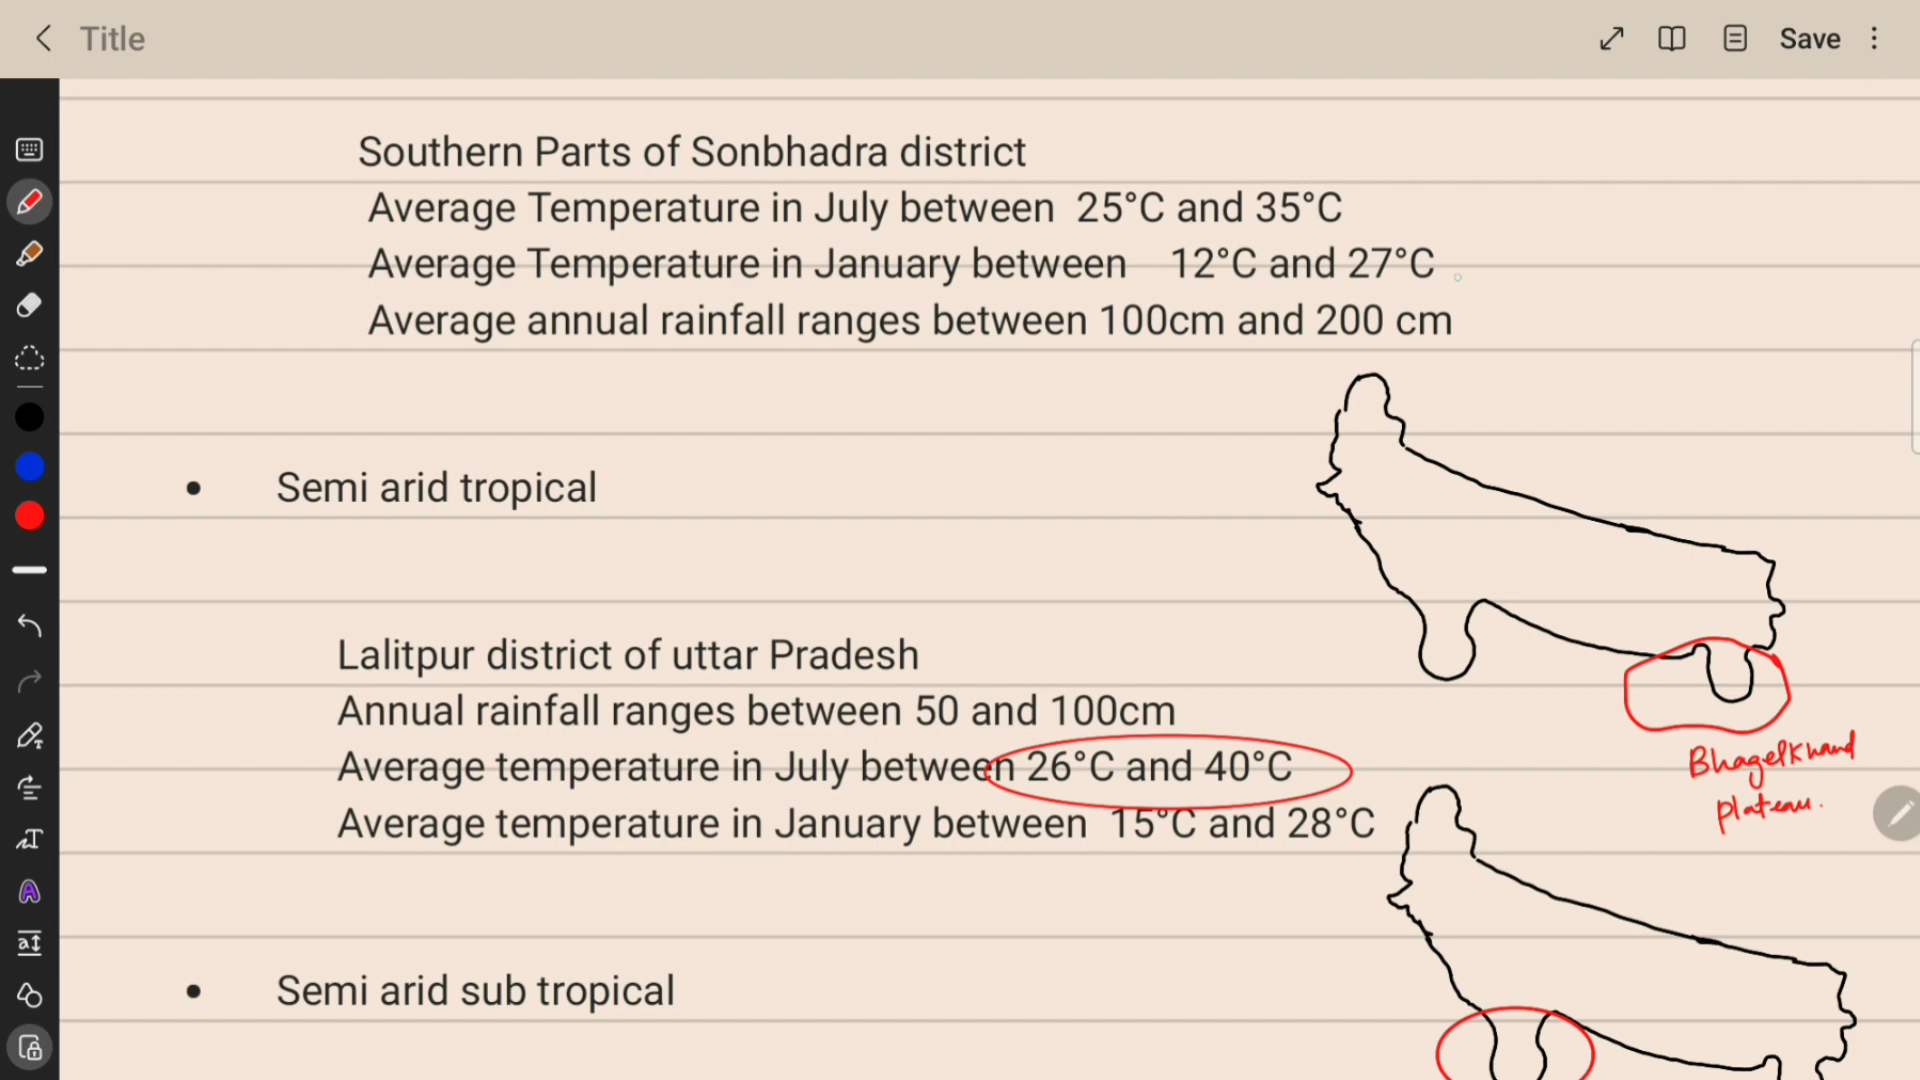 Title
Save
Southern Parts of Sonbhadra district
Average Temperature in July between 25°C and 35°C
Average Temperature in January between 12°C and 27°C
Average annual rainfall ranges between 100cm and 200 cm
• Semi arid tropical
Lalitpur district of uttar Pradesh
Annual rainfall ranges between 50 and 100cm
Average temperature in July between 26°C and 40°C
Average temperature in January between 15°C and 28°C
Bhagelkhand
plateau.
• Semi arid sub tropical